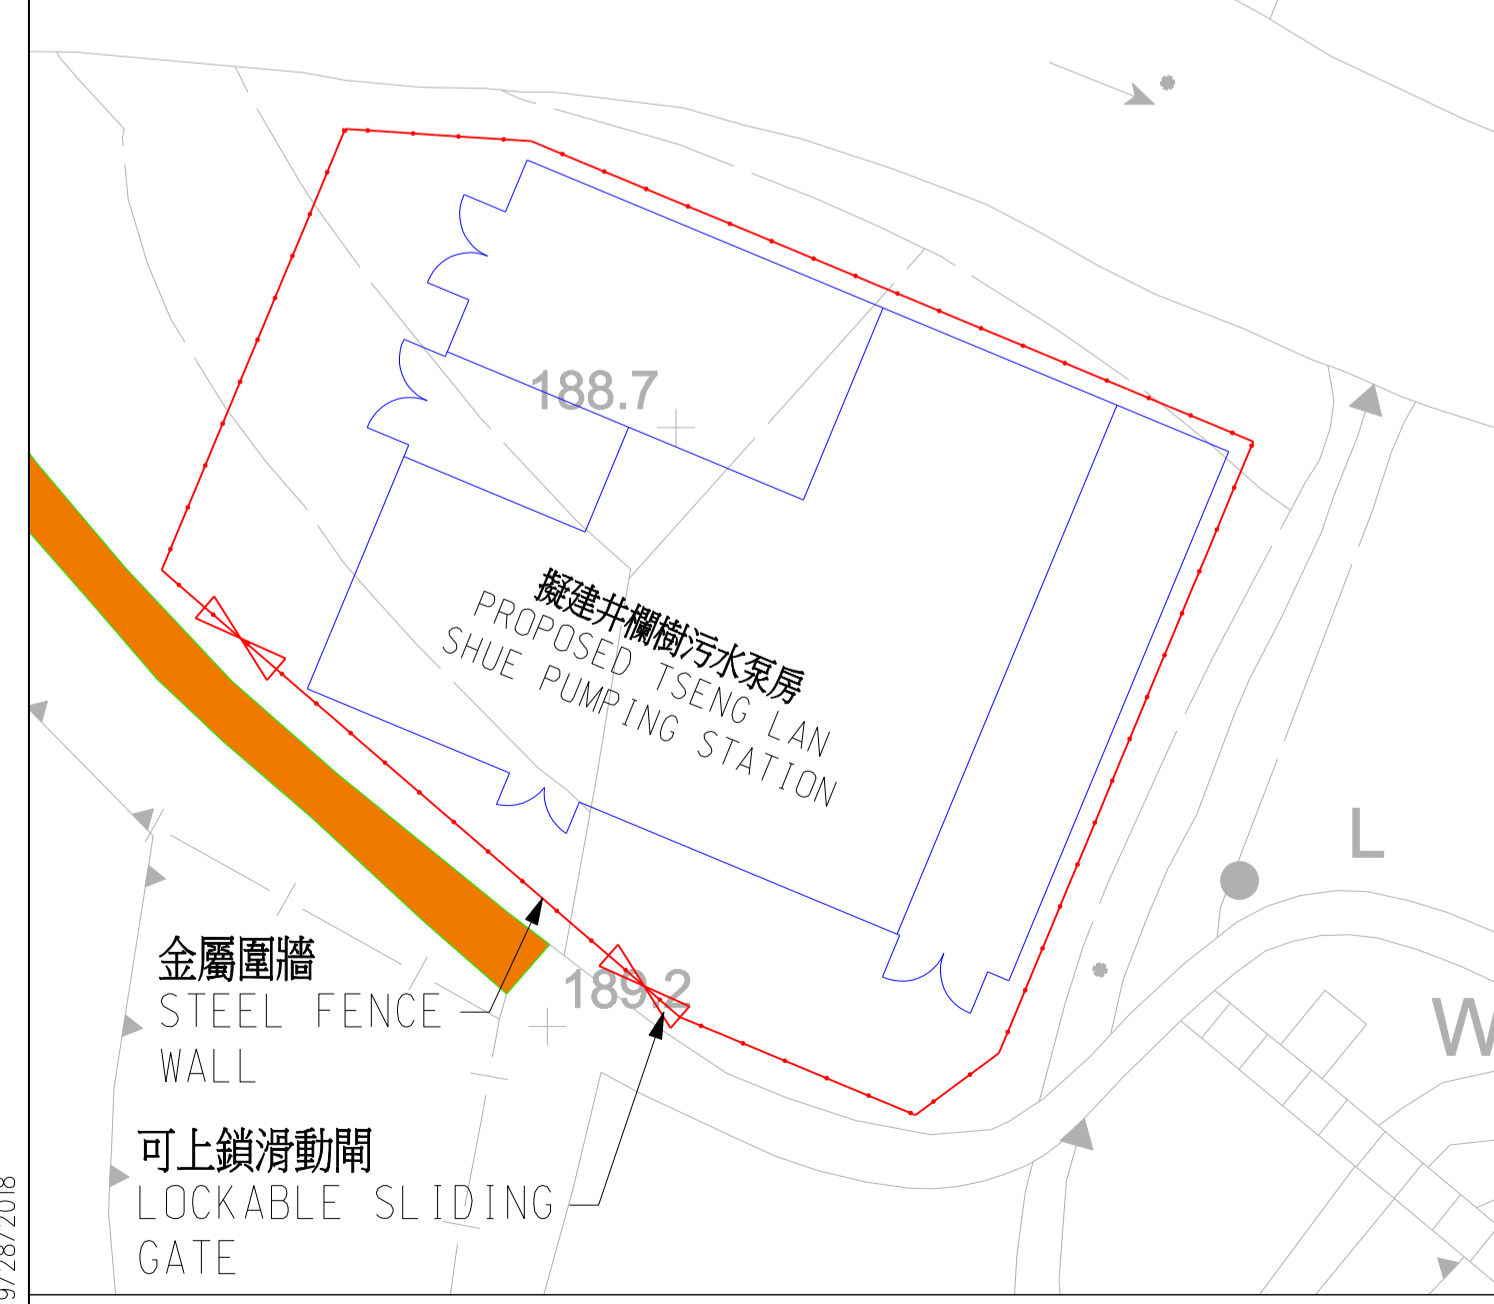 188.7
擬建井欄樹污水泵房
PROPOSED TSENG LAN
SHUE PUMPING STATION
L
金屬圍牆
STEEL FENCE
WALL
189.2
W
可上鎖滑動閘
LOCKABLE SLIDING
GATE
9/28/2018